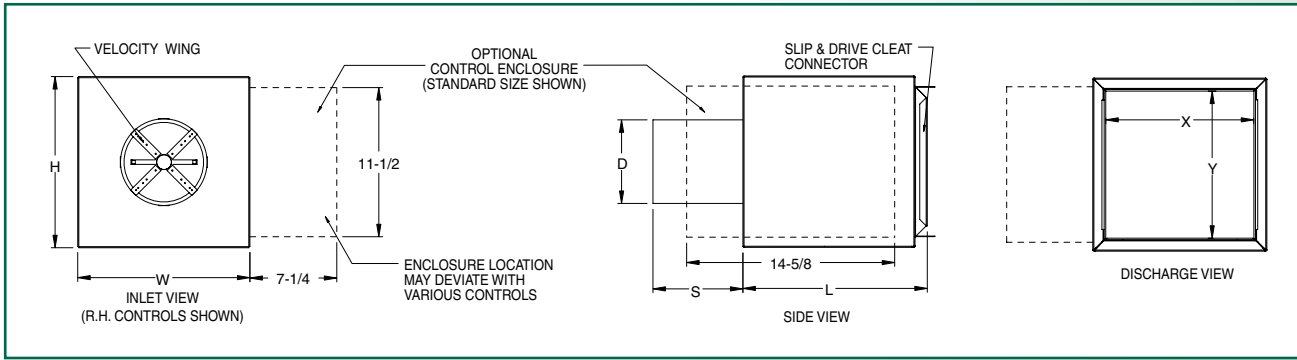 VELOCITY WING
H
W
INLET VIEW
(R.H. CONTROLS SHOWN)
7-1/4
11-1/2
OPTIONAL
CONTROL ENCLOSURE
(STANDARD SIZE SHOWN)
ENCLOSURE LOCATION
MAY DEVIATE WITH
VARIOUS CONTROLS
SLIP & DRIVE CLEAT
CONNECTOR
D
S
14-5/8
L
SIDE VIEW
X
Y
DISCHARGE VIEW